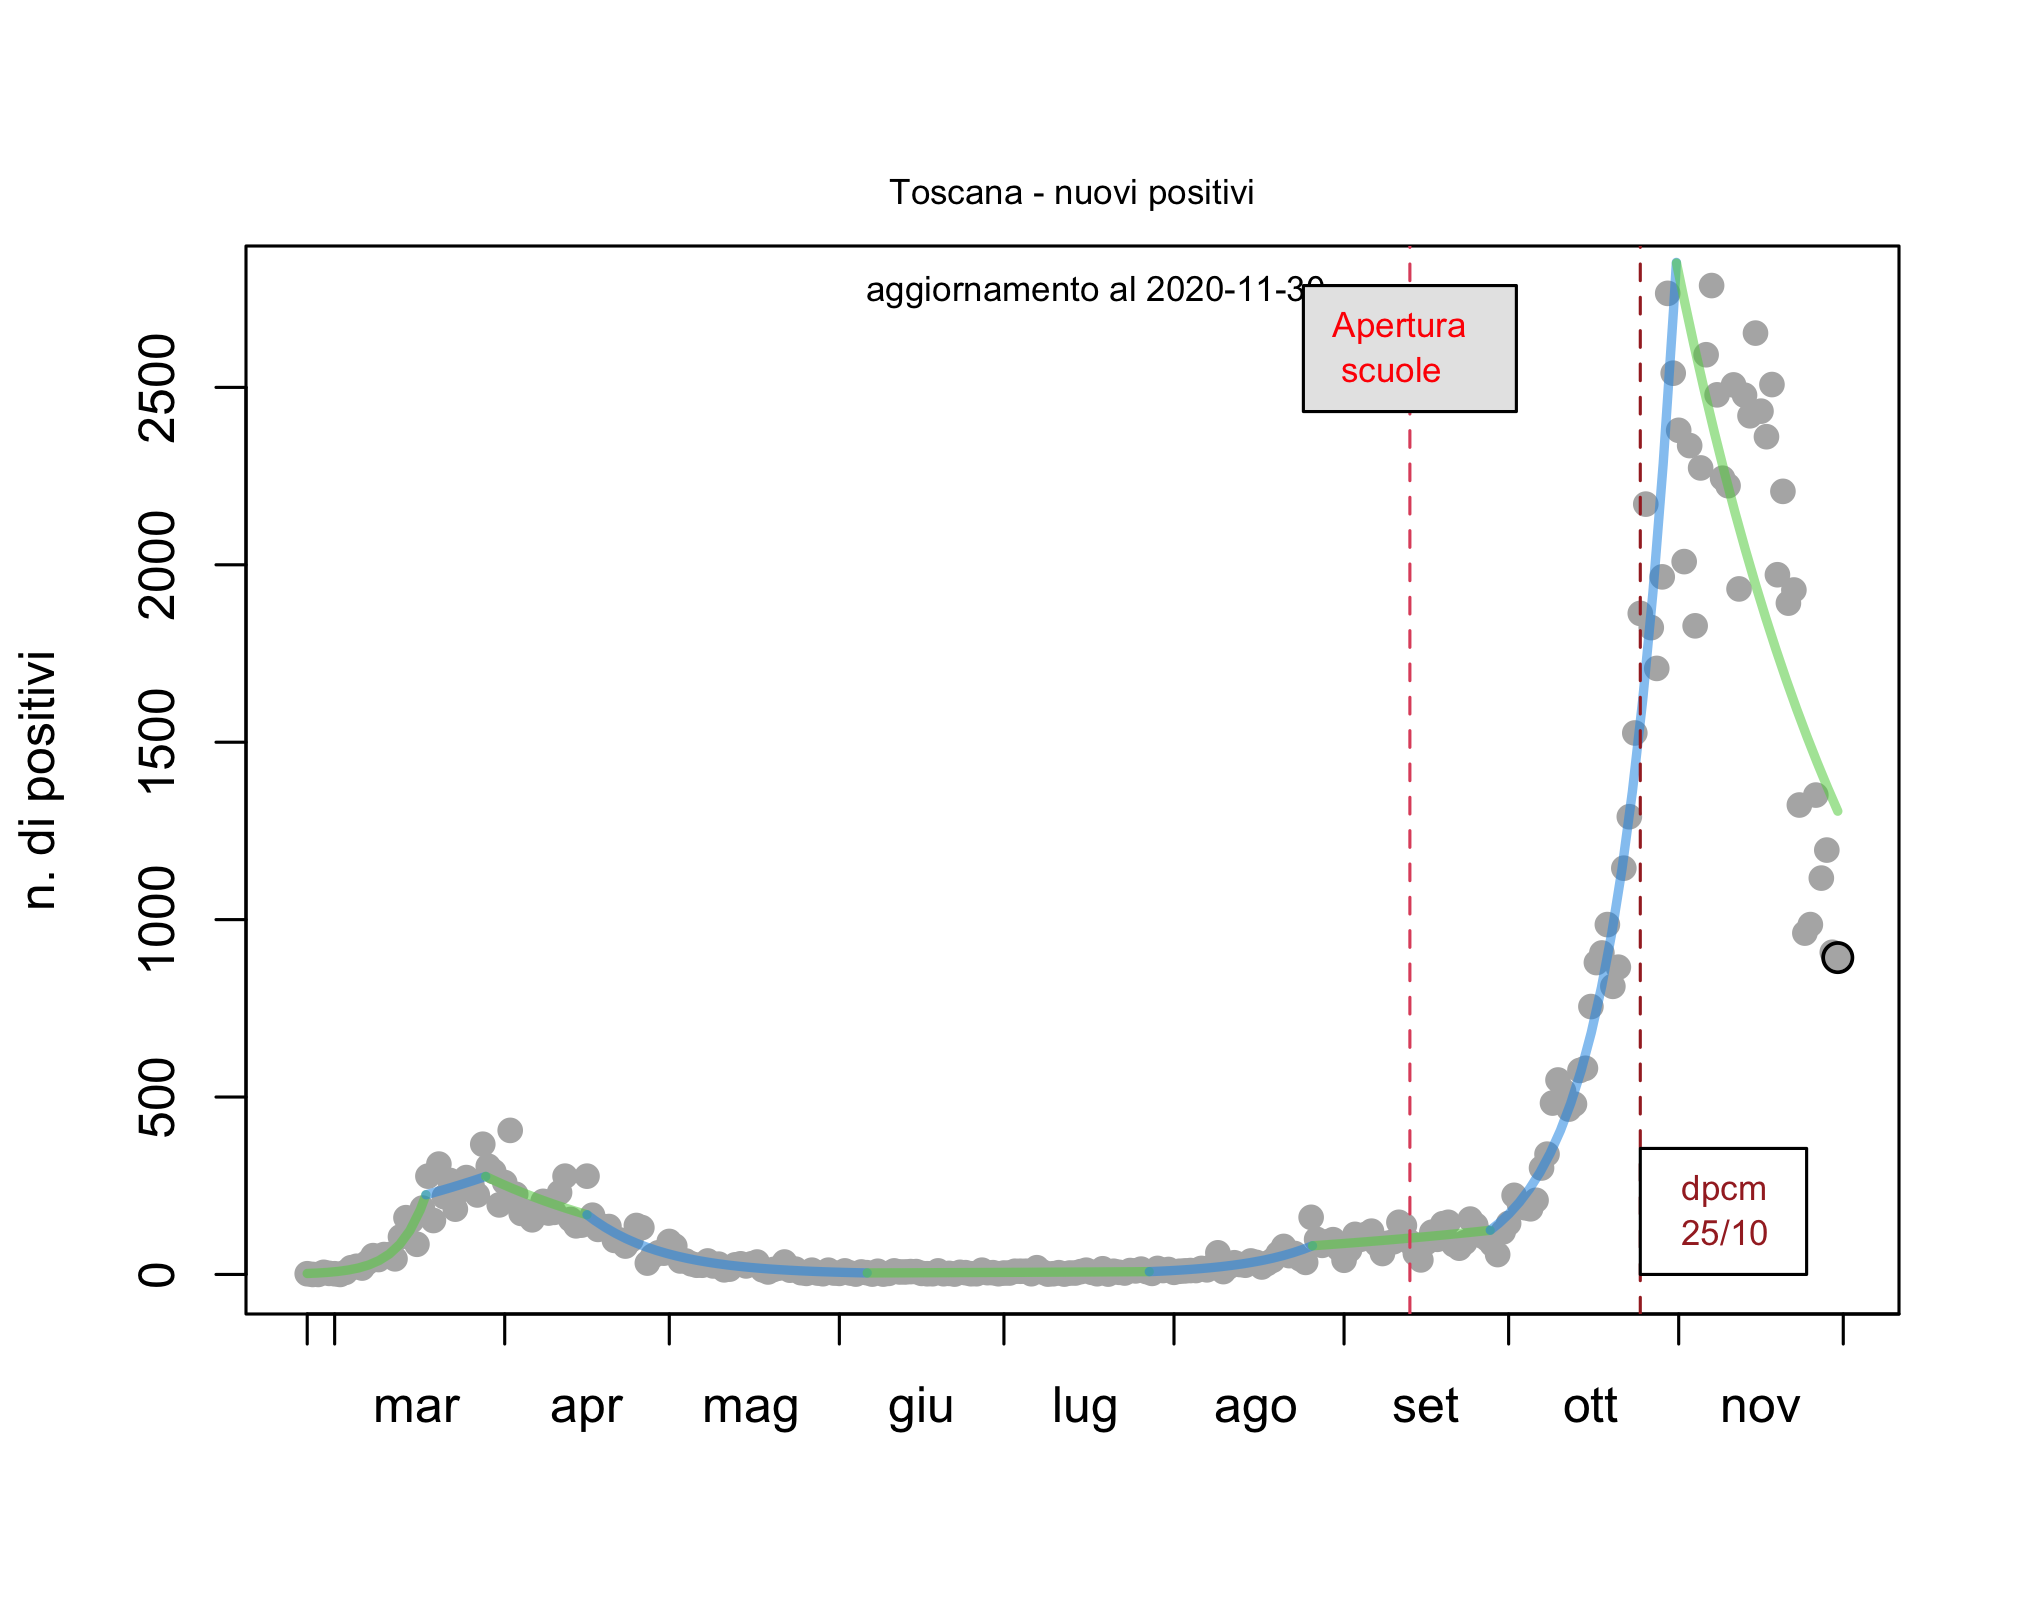 Toscana - nuovi positivi
aggiornamento al 2020-11-30
Apertura
scuole
n. di positivi
2500
2000
1500
1000
500
0
dpcm
25/10
mar apr mag giu lug ago set ott nov